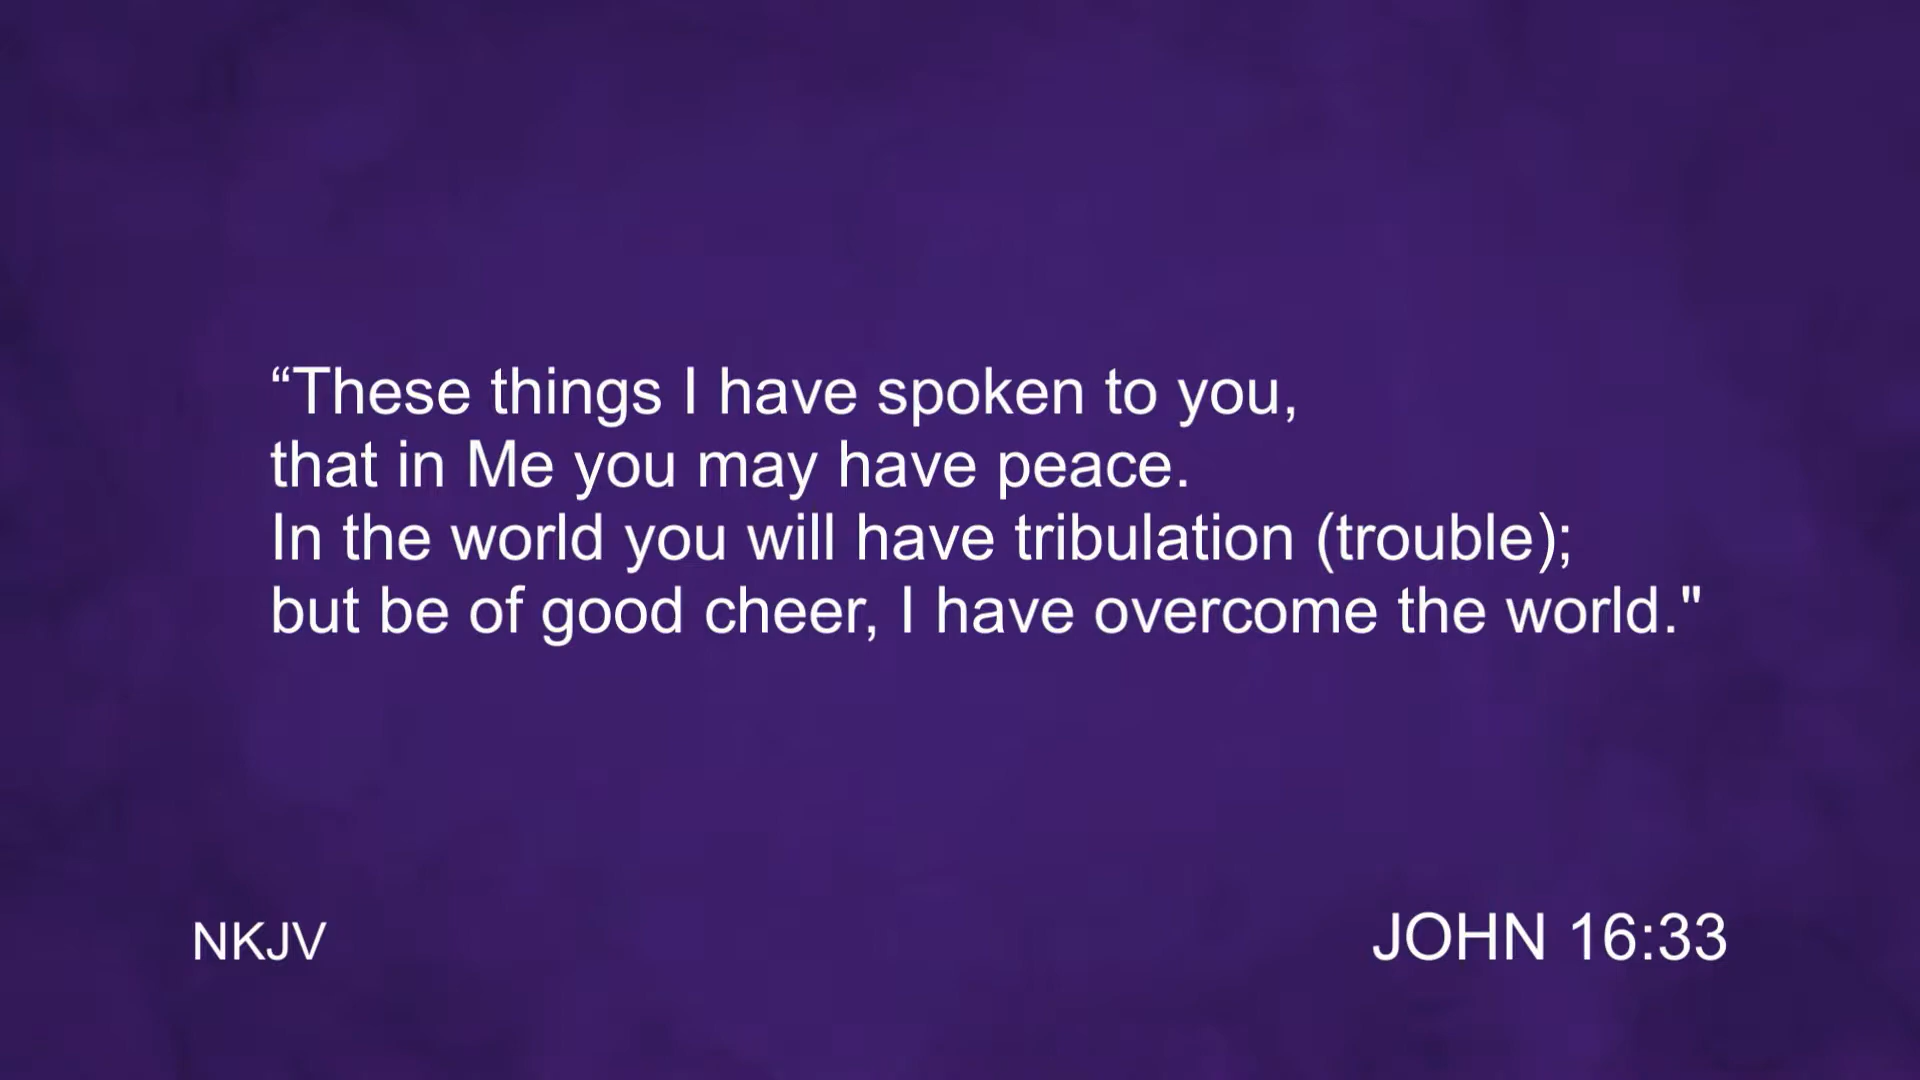 “These things I have spoken to you,
that in Me you may have peace.
In the world you will have tribulation (trouble);
but be of good cheer, I have overcome the world."
NKJV
JOHN 16:33